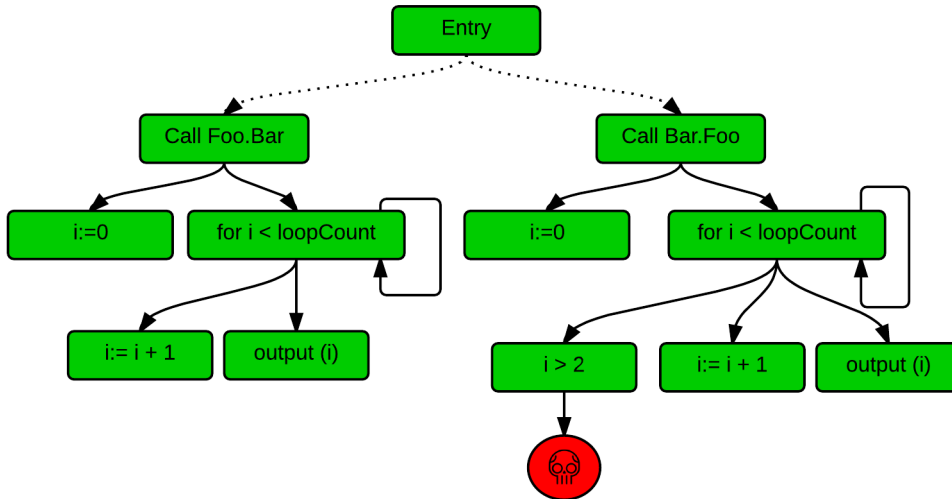 Entry
Call Foo.Bar
Call Bar.Foo
i:=0
for i < loopCount
i:=0
for i < loopCount
i:= i + 1
output (i)
i > 2
i:= i + 1
output (i)